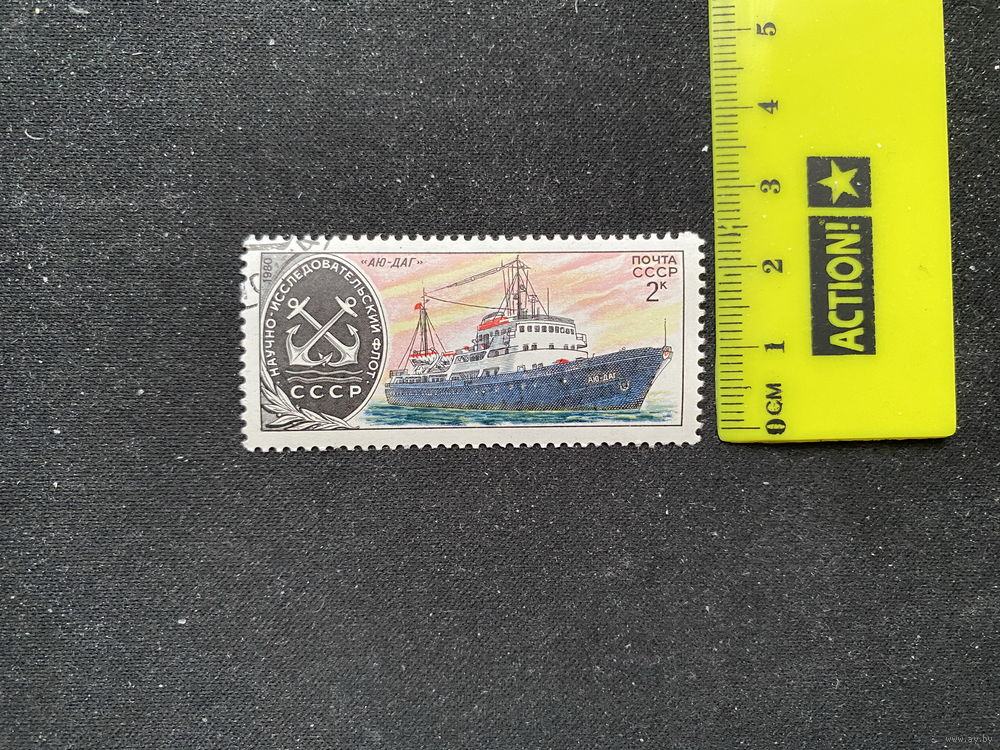 «АЮ-ДАГ»
ПОЧТА
СССР
2к
1980
НАУЧНО·ИССЛЕДОВАТЕЛЬСКИЙ ФЛОТ·
СССР
АЮ-ДАГ
5
4
3
2
1
0СМ
ACTION!
www.ay.by